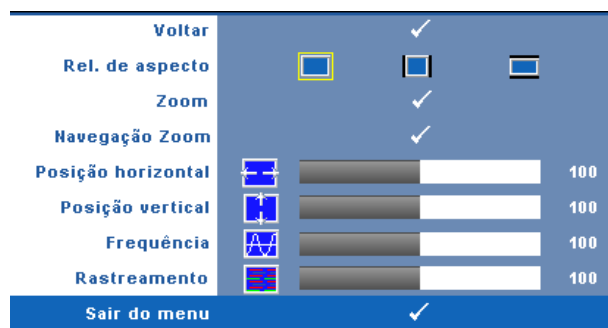 Voltar
Rel. de aspecto
Zoom
Navegação Zoom
Posição horizontal 100
Posição vertical 100
Frequência 100
Rastreamento 100
Sair do menu